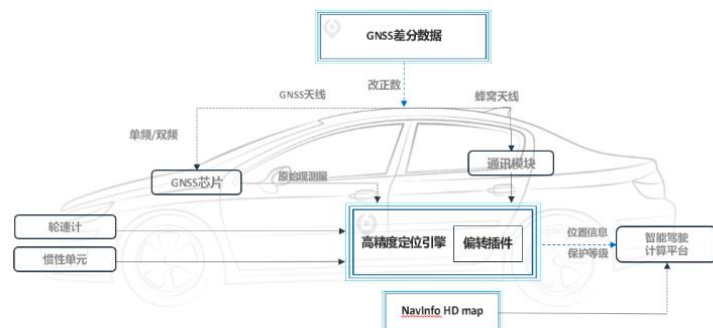 GNSS差分数据
改正数
GNSS天线
蜂窝天线
单频/双频
通讯模块
GNSS芯片
原始观测量
轮速计
高精度定位引擎
偏转插件
位置信息
保护等级
智能驾驶
计算平台
惯性单元
NavInfo HD map